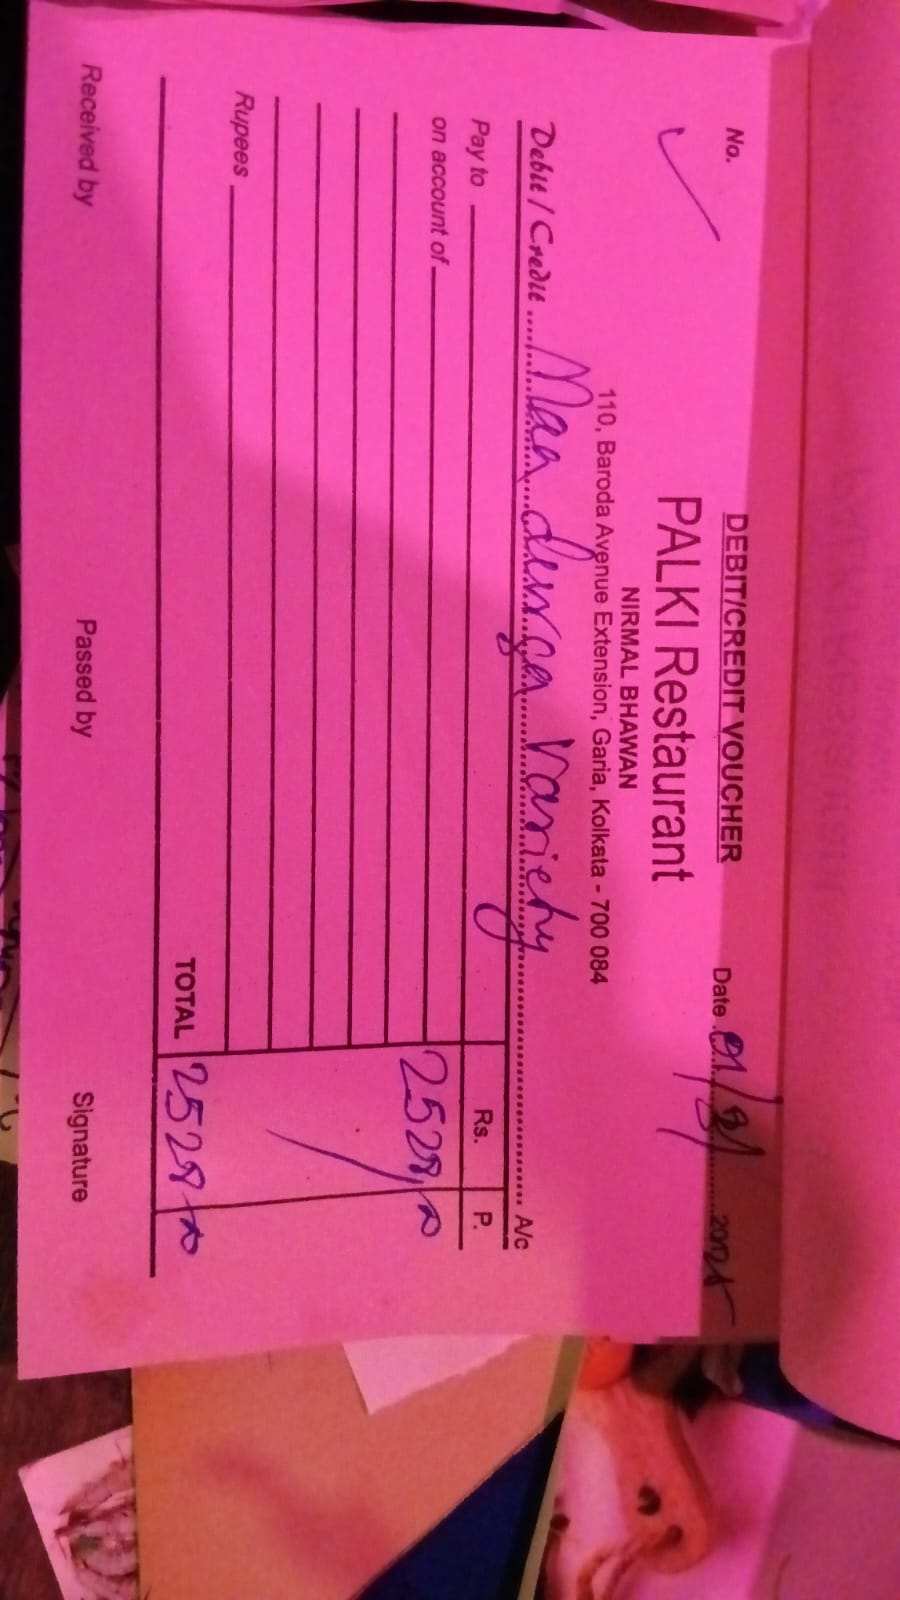 DEBIT/CREDIT VOUCHER
No. Date 01/01/2025
PALKI Restaurant
NIRMAL BHAWAN
110, Baroda Avenue Extension, Garia, Kolkata - 700 084
Debit / Credit Maa durga Variety A/c
Pay to Rs. P.
on account of 2528
Rupees
TOTAL 2528
Received by Passed by Signature